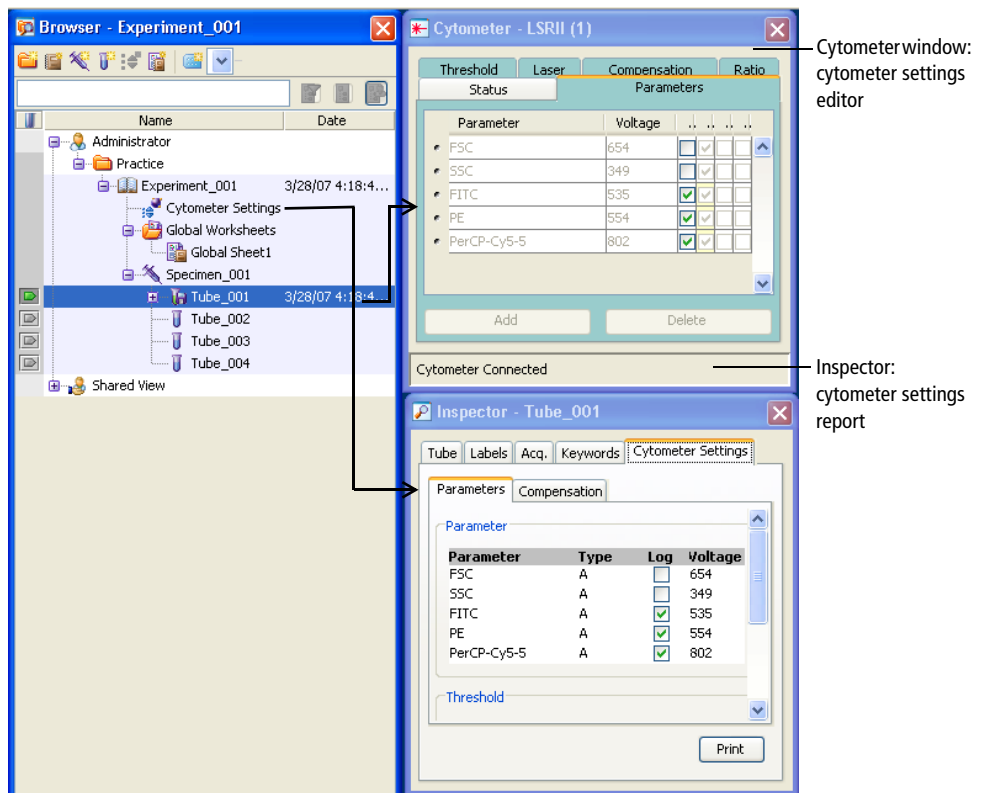 Browser - Experiment_001
Name Date
Administrator
Practice
Experiment_001 3/28/07 4:18:4...
Cytometer Settings
Global Worksheets
Global Sheet1
Specimen_001
Tube_001 3/28/07 4:18:4...
Tube_002
Tube_003
Tube_004
Shared View
Cytometer - LSRII (1)
Threshold Laser Compensation Ratio
Status Parameters
Parameter Voltage .. .. .. ..
FSC 654
SSC 349
FITC 535
PE 554
PerCP-Cy5-5 802
Add Delete
Cytometer Connected
Inspector - Tube_001
Tube Labels Acq. Keywords Cytometer Settings
Parameters Compensation
Parameter
Parameter Type Log Voltage
FSC A 654
SSC A 349
FITC A 535
PE A 554
PerCP-Cy5-5 A 802
Threshold
Print
Cytometer window:
cytometer settings
editor
Inspector:
cytometer settings
report